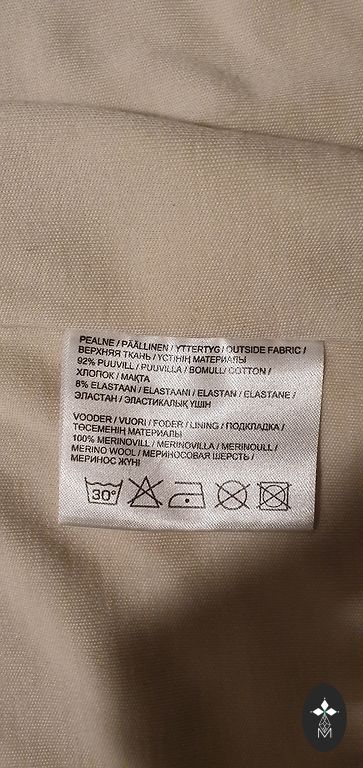 PEALNE / PÄÄLLINEN / YTTERTYG / OUTSIDE FABRIC /
ВЕРХНЯЯ ТКАНЬ / ҮСТІНІҢ МАТЕРИАЛЫ
92% PUUVILL / PUUVILLA / BOMULL / COTTON /
ХЛОПОК / МАҚТА
8% ELASTAAN / ELASTAANI / ELASTAN / ELASTANE /
ЭЛАСТАН / ЭЛАСТИКАЛЫҚ ҮШІН
VOODER / VUORI / FODER / LINING / ПОДКЛАДКА /
ТӨСЕМЕНІҢ МАТЕРИАЛЫ
100% MERINOVILL / MERINOVILLA / MERINOULL /
MERINO WOOL / МЕРИНОСОВАЯ ШЕРСТЬ /
МЕРИНОС ЖҮНІ
30°
M